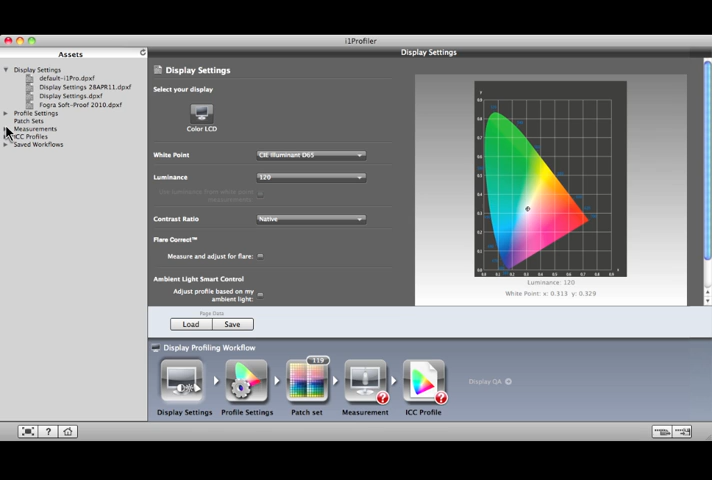 i1Profiler
Assets
Display Settings
Display Settings
default-i1Pro.dpxf
Display Settings 28APR11.dpxf
Display Settings.dpxf
Fogra Soft-Proof 2010.dpxf
Profile Settings
Patch Sets
Measurements
ICC Profiles
Saved Workflows
Display Settings
Select your display
Color LCD
White Point
CIE Illuminant D65
Luminance
120
Contrast Ratio
Native
Flare Correct™
Measure and adjust for flare:
Ambient Light Smart Control
Adjust profile based on my
ambient light:
Luminance: 120
White Point: x: 0.313 y: 0.329
Page Data
Load
Save
Display Profiling Workflow
119
Display Settings
Profile Settings
Patch set
Measurement
ICC Profile
Display QA